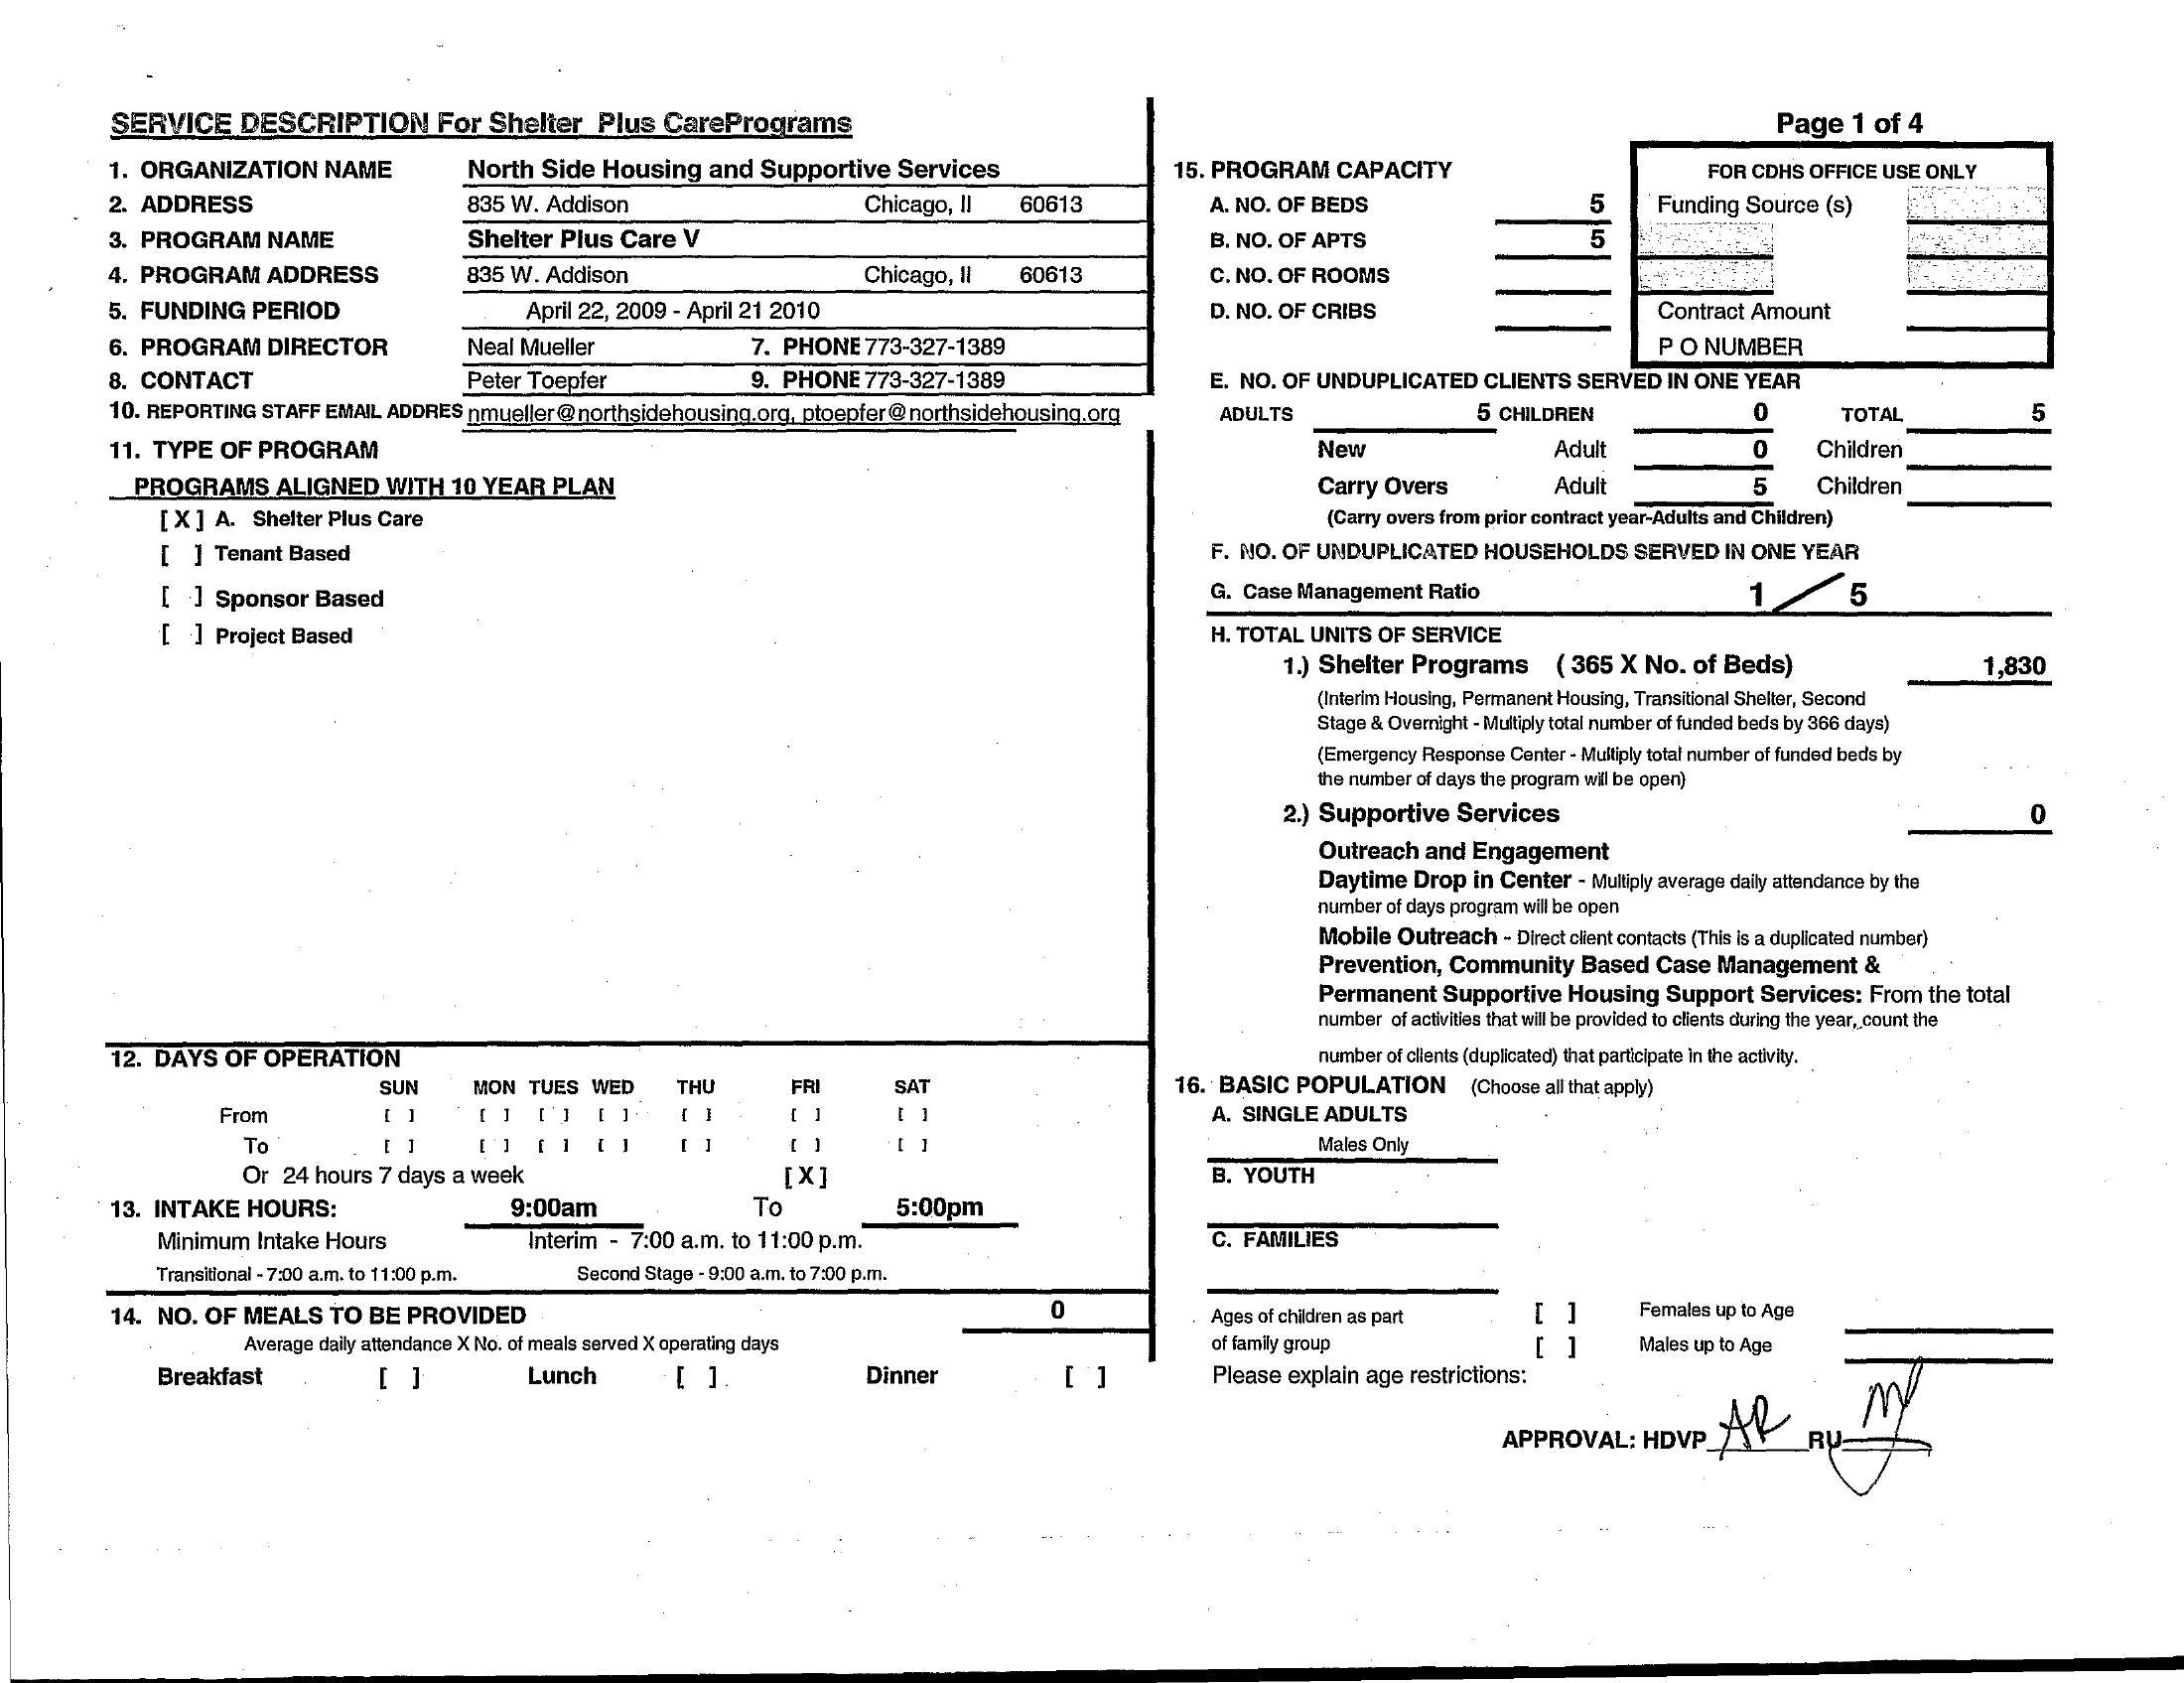 SERVICE DESCRIPTION For Shelter Plus CarePrograms
1. ORGANIZATION NAME North Side Housing and Supportive Services
2. ADDRESS 835 W. Addison Chicago, Il 60613
3. PROGRAM NAME Shelter Plus Care V
4. PROGRAM ADDRESS 835 W. Addison Chicago, Il 60613
5. FUNDING PERIOD April 22, 2009 - April 21 2010
6. PROGRAM DIRECTOR Neal Mueller 7. PHONE 773-327-1389
8. CONTACT Peter Toepfer 9. PHONE 773-327-1389
10. REPORTING STAFF EMAIL ADDRES nmueller@northsidehousing.org, ptoepfer@northsidehousing.org
11. TYPE OF PROGRAM
PROGRAMS ALIGNED WITH 10 YEAR PLAN
[X] A. Shelter Plus Care
[ ] Tenant Based
[ ] Sponsor Based
[ ] Project Based
12. DAYS OF OPERATION
SUN MON TUES WED THU FRI SAT
From [ ] [ ] [ ] [ ] [ ] [ ] [ ]
To [ ] [ ] [ ] [ ] [ ] [ ] [ ]
Or 24 hours 7 days a week [X]
13. INTAKE HOURS: 9:00am To 5:00pm
Minimum Intake Hours Interim - 7:00 a.m. to 11:00 p.m.
Transitional - 7:00 a.m. to 11:00 p.m. Second Stage - 9:00 a.m. to 7:00 p.m.
14. NO. OF MEALS TO BE PROVIDED 0
Average daily attendance X No. of meals served X operating days
Breakfast [ ] Lunch [ ] Dinner [ ]
Page 1 of 4
15. PROGRAM CAPACITY
A. NO. OF BEDS 5
B. NO. OF APTS 5
C. NO. OF ROOMS
D. NO. OF CRIBS
FOR CDHS OFFICE USE ONLY
Funding Source (s)
Contract Amount
P O NUMBER
E. NO. OF UNDUPLICATED CLIENTS SERVED IN ONE YEAR
ADULTS 5 CHILDREN 0 TOTAL 5
New Adult 0 Children
Carry Overs Adult 5 Children
(Carry overs from prior contract year-Adults and Children)
F. NO. OF UNDUPLICATED HOUSEHOLDS SERVED IN ONE YEAR
G. Case Management Ratio 1 / 5
H. TOTAL UNITS OF SERVICE
1.) Shelter Programs ( 365 X No. of Beds) 1,830
(Interim Housing, Permanent Housing, Transitional Shelter, Second
Stage & Overnight - Multiply total number of funded beds by 366 days)
(Emergency Response Center - Multiply total number of funded beds by
the number of days the program will be open)
2.) Supportive Services 0
Outreach and Engagement
Daytime Drop in Center - Multiply average daily attendance by the
number of days program will be open
Mobile Outreach - Direct client contacts (This is a duplicated number)
Prevention, Community Based Case Management &
Permanent Supportive Housing Support Services: From the total
number of activities that will be provided to clients during the year, count the
number of clients (duplicated) that participate in the activity.
16. BASIC POPULATION (Choose all that apply)
A. SINGLE ADULTS
Males Only
B. YOUTH
C. FAMILIES
Ages of children as part [ ] Females up to Age
of family group [ ] Males up to Age
Please explain age restrictions:
APPROVAL: HDVP AR RU